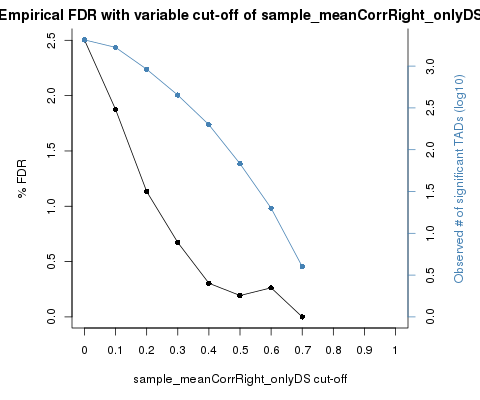 Empirical FDR with variable cut-off of sample_meanCorrRight_onlyDS
% FDR
2.5
2.0
1.5
1.0
0.5
0.0
3.0
2.5
2.0
1.5
1.0
0.5
0.0
Observed # of significant TADs (log10)
0 0.1 0.2 0.3 0.4 0.5 0.6 0.7 0.8 0.9 1
sample_meanCorrRight_onlyDS cut-off